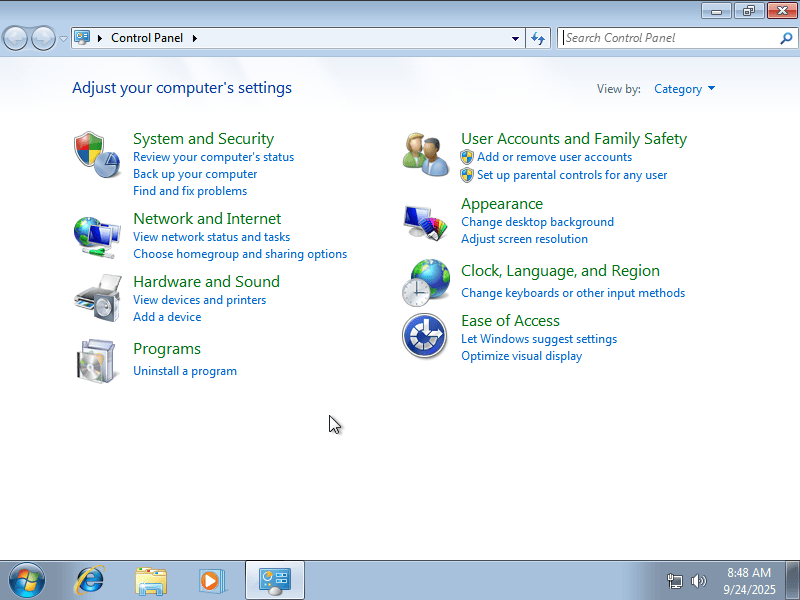 Control Panel
Search Control Panel
Adjust your computer's settings
View by: Category
System and Security
Review your computer's status
Back up your computer
Find and fix problems
Network and Internet
View network status and tasks
Choose homegroup and sharing options
Hardware and Sound
View devices and printers
Add a device
Programs
Uninstall a program
User Accounts and Family Safety
Add or remove user accounts
Set up parental controls for any user
Appearance
Change desktop background
Adjust screen resolution
Clock, Language, and Region
Change keyboards or other input methods
Ease of Access
Let Windows suggest settings
Optimize visual display
8:48 AM
9/24/2025